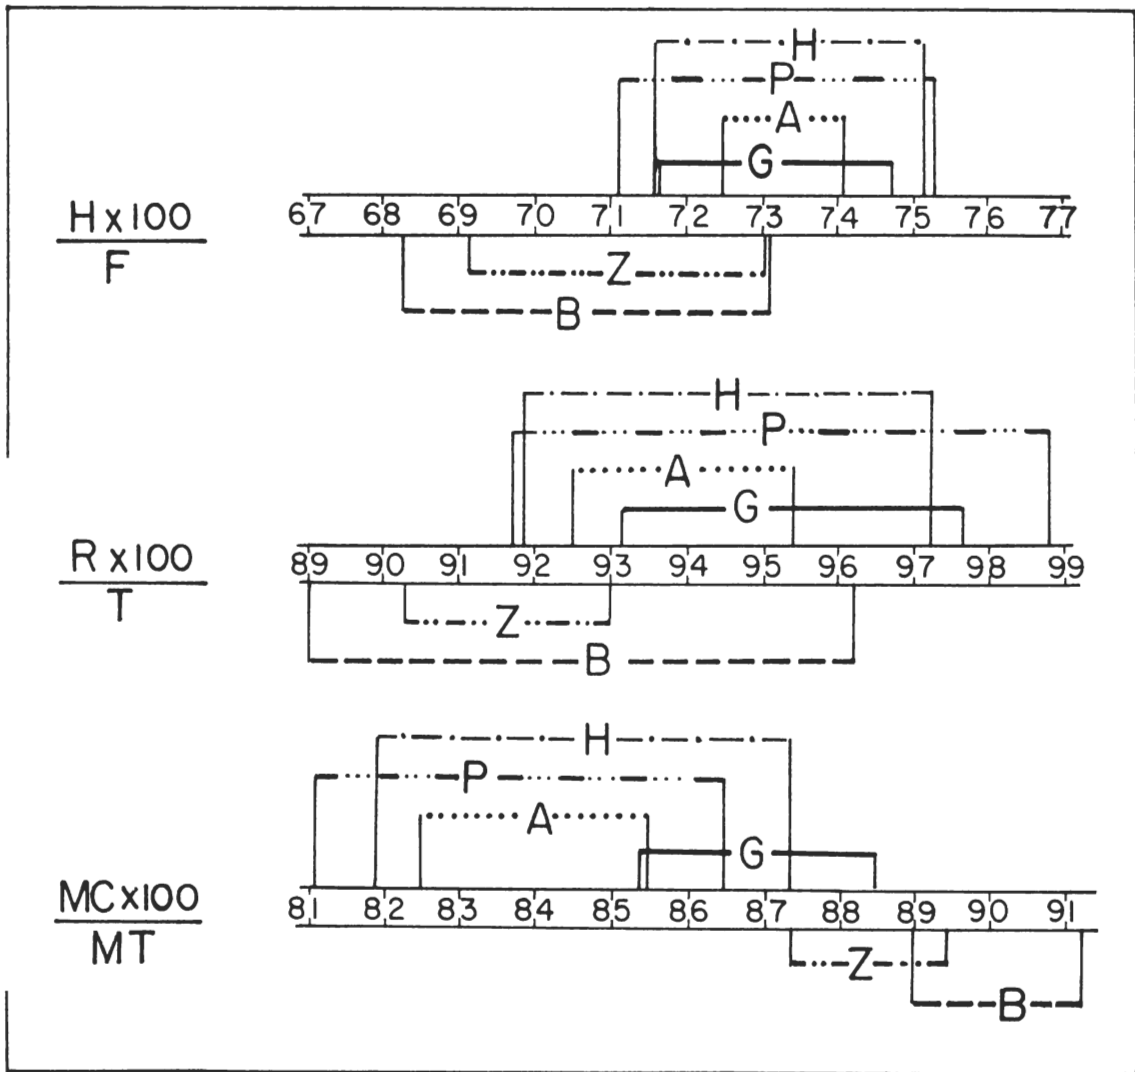 H
P
A
G
H x 100
F
67 68 69 70 71 72 73 74 75 76 77
Z
B
H
P
A
G
R x 100
T
89 90 91 92 93 94 95 96 97 98 99
Z
B
H
P
A
G
MC x 100
MT
81 82 83 84 85 86 87 88 89 90 91
Z
B